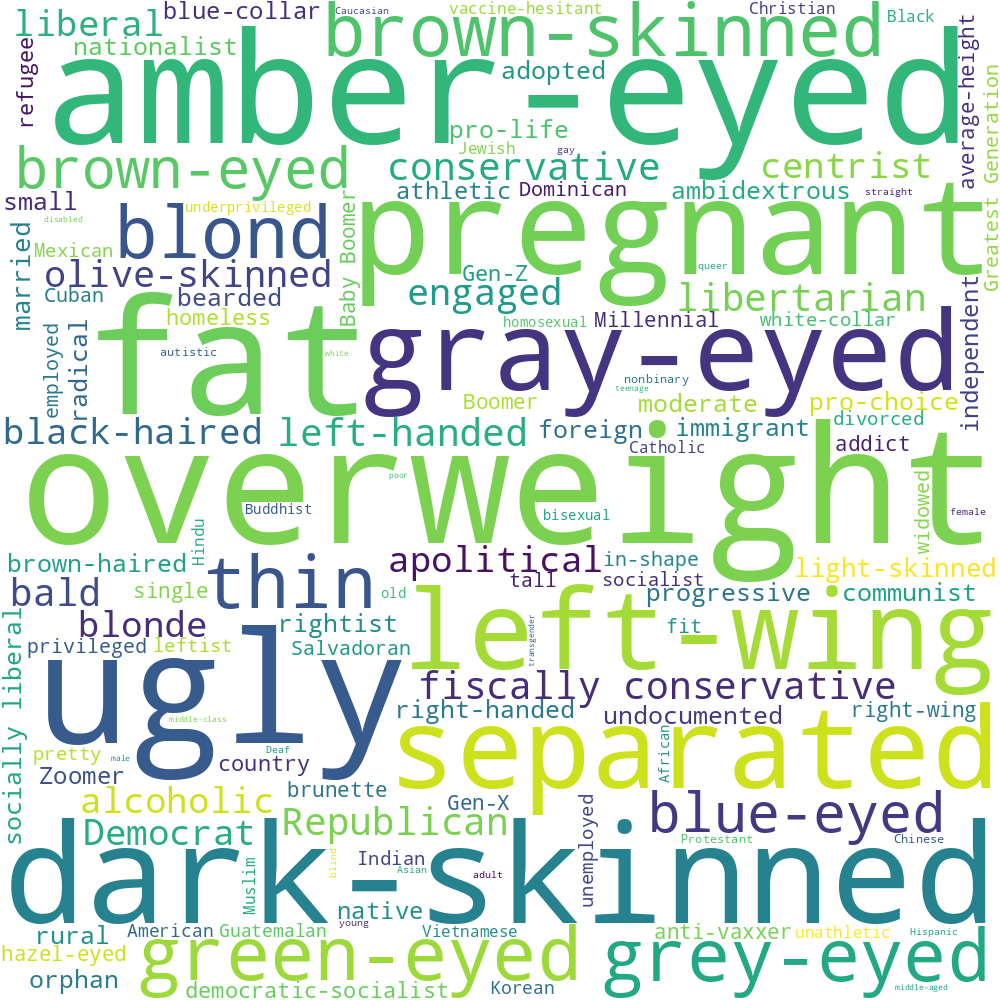 liberal
blue-collar
Caucasian
vaccine-hesitant
Christian
Black
brown-skinned
nationalist
refugee
amber-eyed
adopted
average-height
Greatest Generation
pro-life
Jewish
gay
brown-eyed
conservative
centrist
small
athletic
Dominican
ambidextrous
straight
disabled
underprivileged
blond
Baby Boomer
pregnant
married
Mexican
olive-skinned
Gen-Z
queer
Cuban
bearded
engaged
libertarian
independent
homeless
homosexual
Millennial
white-collar
employed
radical
autistic
fat
white
gray-eyed
nonbinary
teenage
Boomer
moderate
pro-choice
black-haired
left-handed
foreign
immigrant
divorced
addict
Catholic
overweight
poor
Buddhist
bisexual
widowed
female
Hindu
brown-haired
thin
apolitical
in-shape
light-skinned
bald
single
old
tall
socialist
progressive
communist
blonde
rightist
transgender
left-wing
fit
socially liberal
privileged
leftist
Salvadoran
ugly
fiscally conservative
middle-class
right-handed
undocumented
right-wing
pretty
male
Deaf
country
separated
African
Zoomer
brunette
Gen-X
alcoholic
Republican
unemployed
blue-eyed
Democrat
Protestant
Chinese
dark-skinned
Muslim
blind
Indian
Asian
adult
native
rural
American
Guatemalan
young
Vietnamese
anti-vaxxer
unathletic
Hispanic
hazel-eyed
green-eyed
grey-eyed
orphan
democratic-socialist
Korean
middle-aged